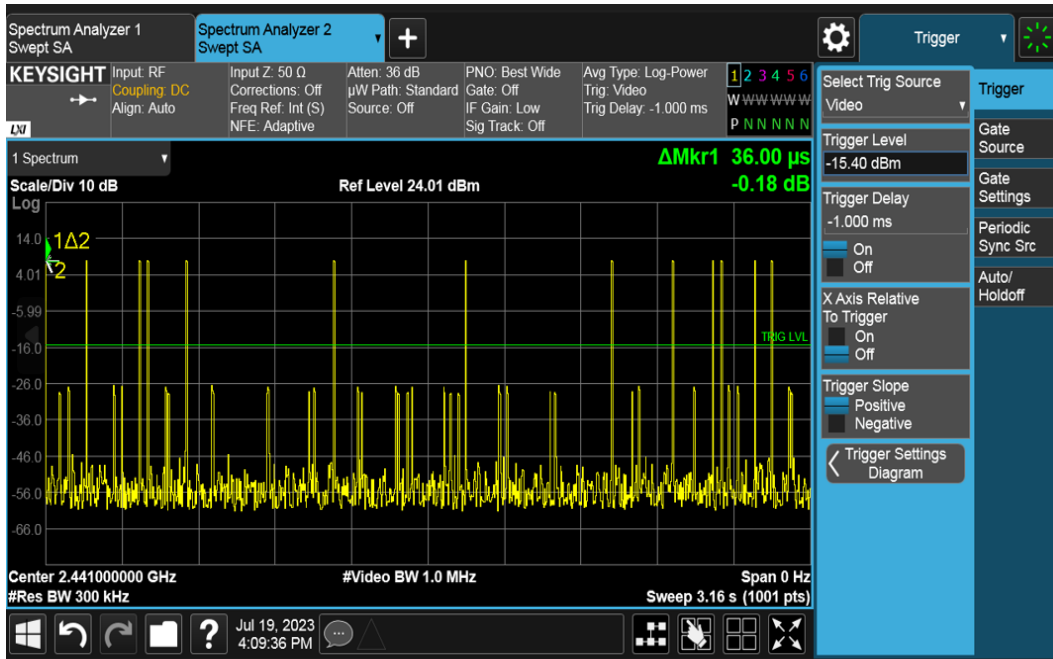 Spectrum Analyzer 1
Swept SA
Spectrum Analyzer 2
Swept SA
Trigger
KEYSIGHT
Input: RF
Coupling: DC
Align: Auto
Input Z: 50 Ω
Corrections: Off
Freq Ref: Int (S)
NFE: Adaptive
Atten: 36 dB
µW Path: Standard
Source: Off
PNO: Best Wide
Gate: Off
IF Gain: Low
Sig Track: Off
Avg Type: Log-Power
Trig: Video
Trig Delay: -1.000 ms
1 2 3 4 5 6
W W W W W W
P N N N N N
LXI
1 Spectrum
ΔMkr1 36.00 µs
-0.18 dB
Scale/Div 10 dB
Ref Level 24.01 dBm
Log
14.0
4.01
-5.99
-16.0
-26.0
-36.0
-46.0
-56.0
-66.0
1Δ2
2
TRIG LVL
Center 2.441000000 GHz
#Video BW 1.0 MHz
Span 0 Hz
#Res BW 300 kHz
Sweep 3.16 s (1001 pts)
Select Trig Source
Video
Trigger Level
-15.40 dBm
Trigger Delay
-1.000 ms
On
Off
X Axis Relative
To Trigger
On
Off
Trigger Slope
Positive
Negative
Trigger Settings
Diagram
Trigger
Gate
Source
Gate
Settings
Periodic
Sync Src
Auto/
Holdoff
?
Jul 19, 2023
4:09:36 PM